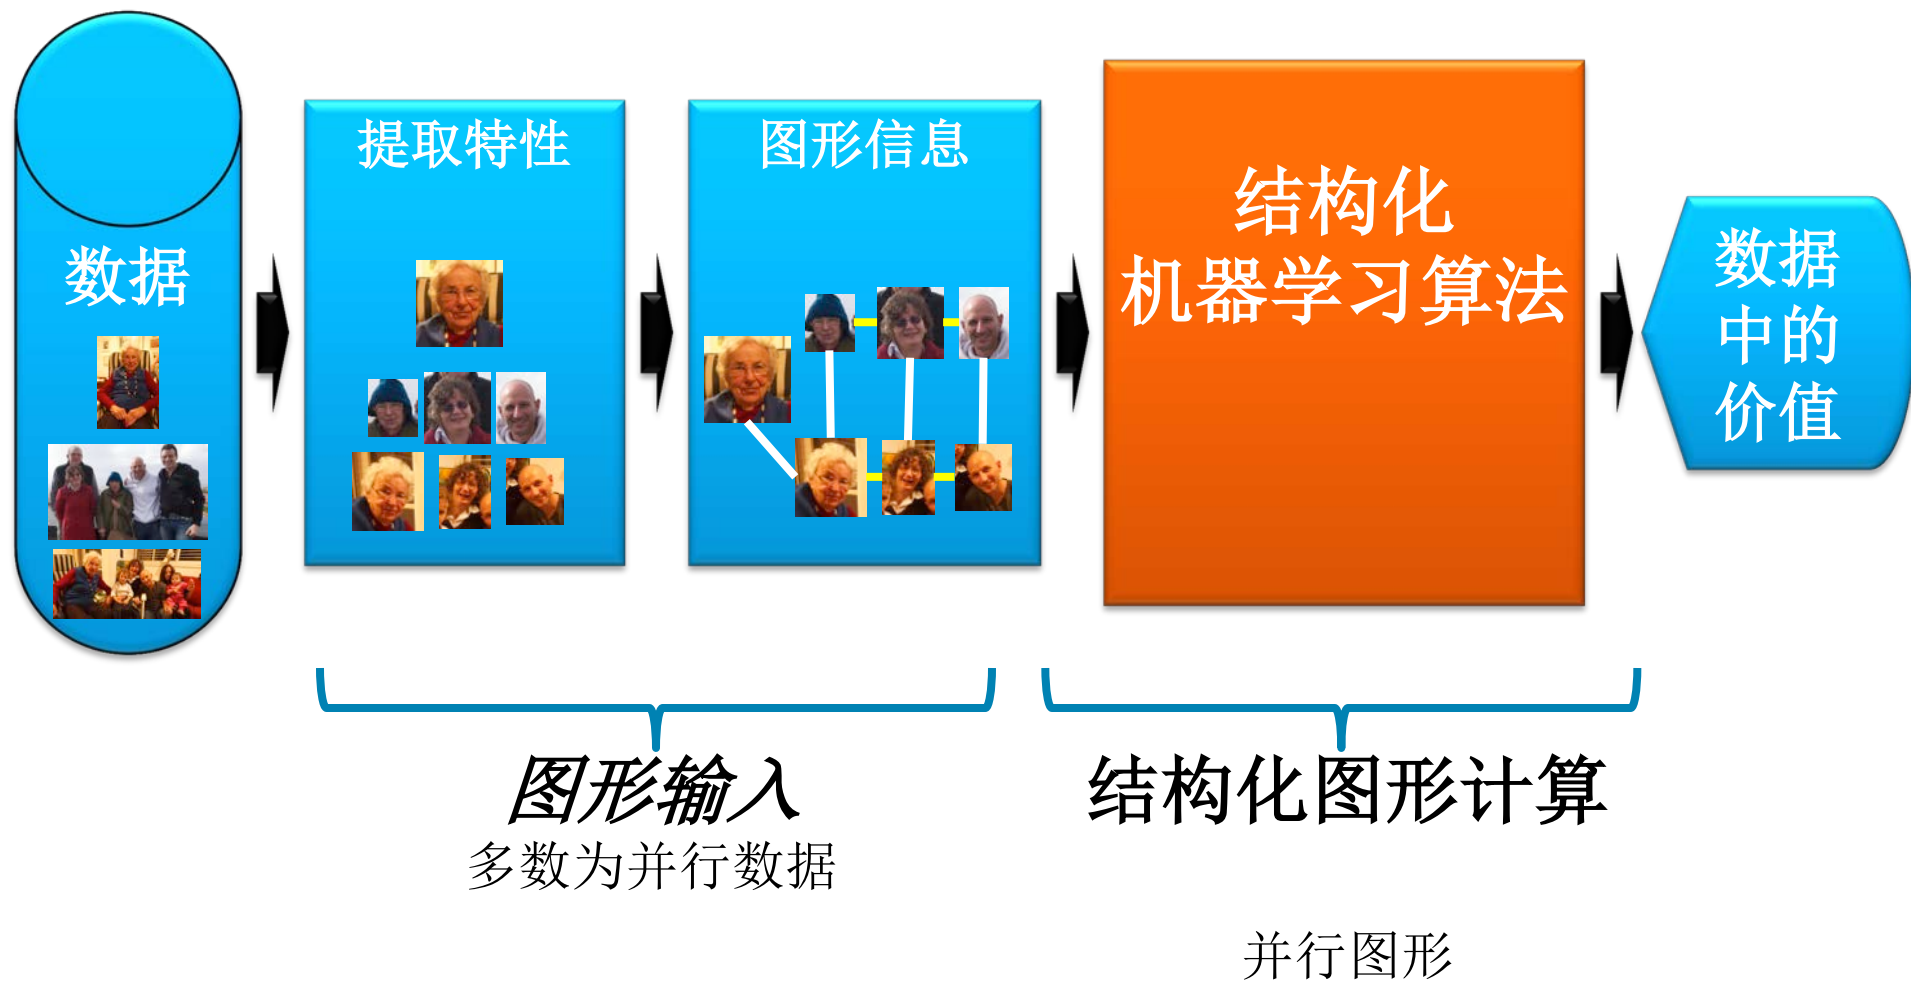 数据
提取特性
图形信息
结构化
机器学习算法
数据
中的
价值
图形输入
多数为并行数据
结构化图形计算
并行图形